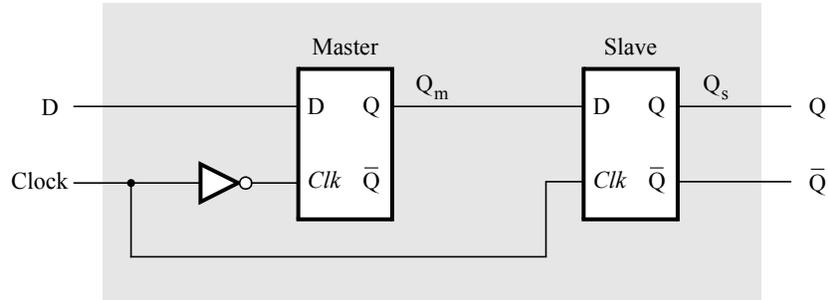 Master Slave
Q_m Q_s
D D Q D Q Q
Clock Clk Q̅ Clk Q̅ Q̅